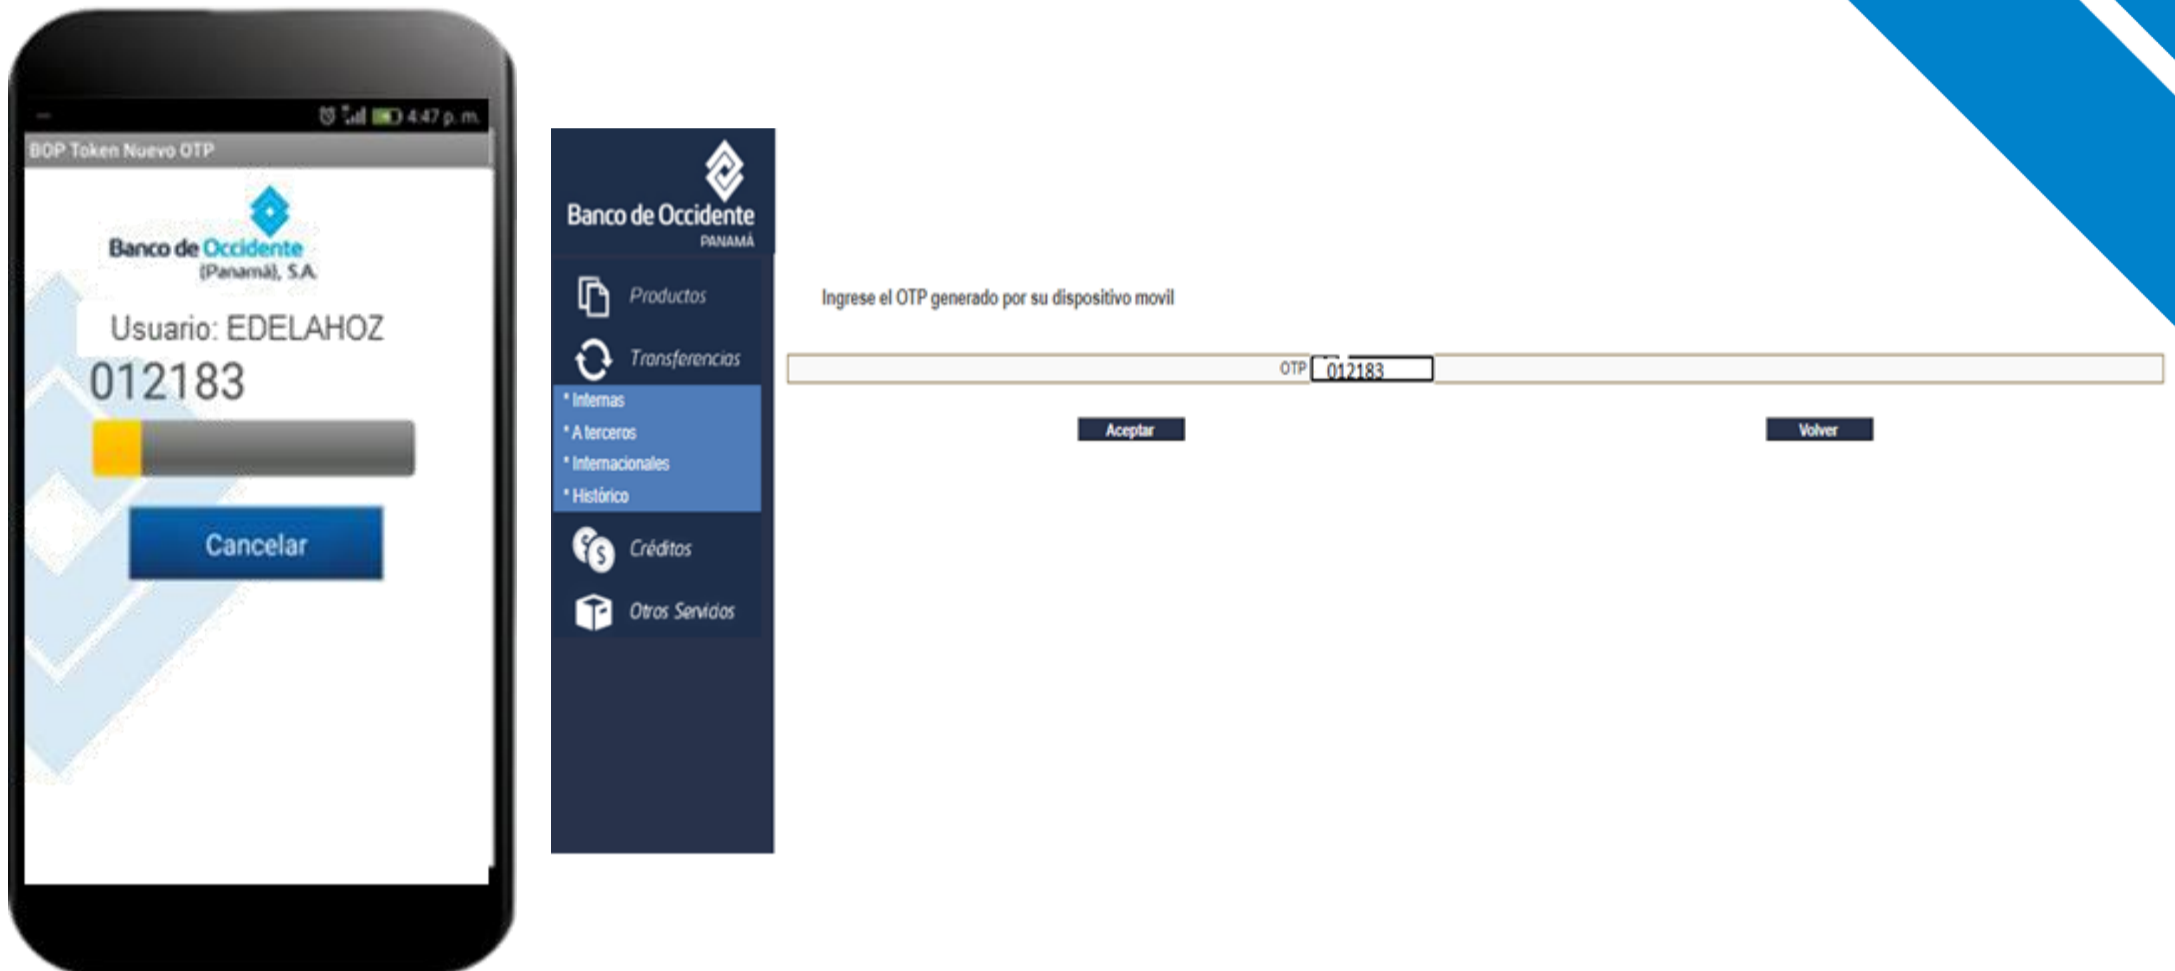 4:47 p. m.
BOP Token Nuevo OTP
Banco de Occidente
(Panamá), S.A.
Usuario: EDELAHOZ
012183
Cancelar
Banco de Occidente
PANAMÁ
Productos
Transferencias
* Internas
* A terceros
* Internacionales
* Histórico
Créditos
Otros Servicios
Ingrese el OTP generado por su dispositivo movil
OTP 012183
Aceptar
Volver